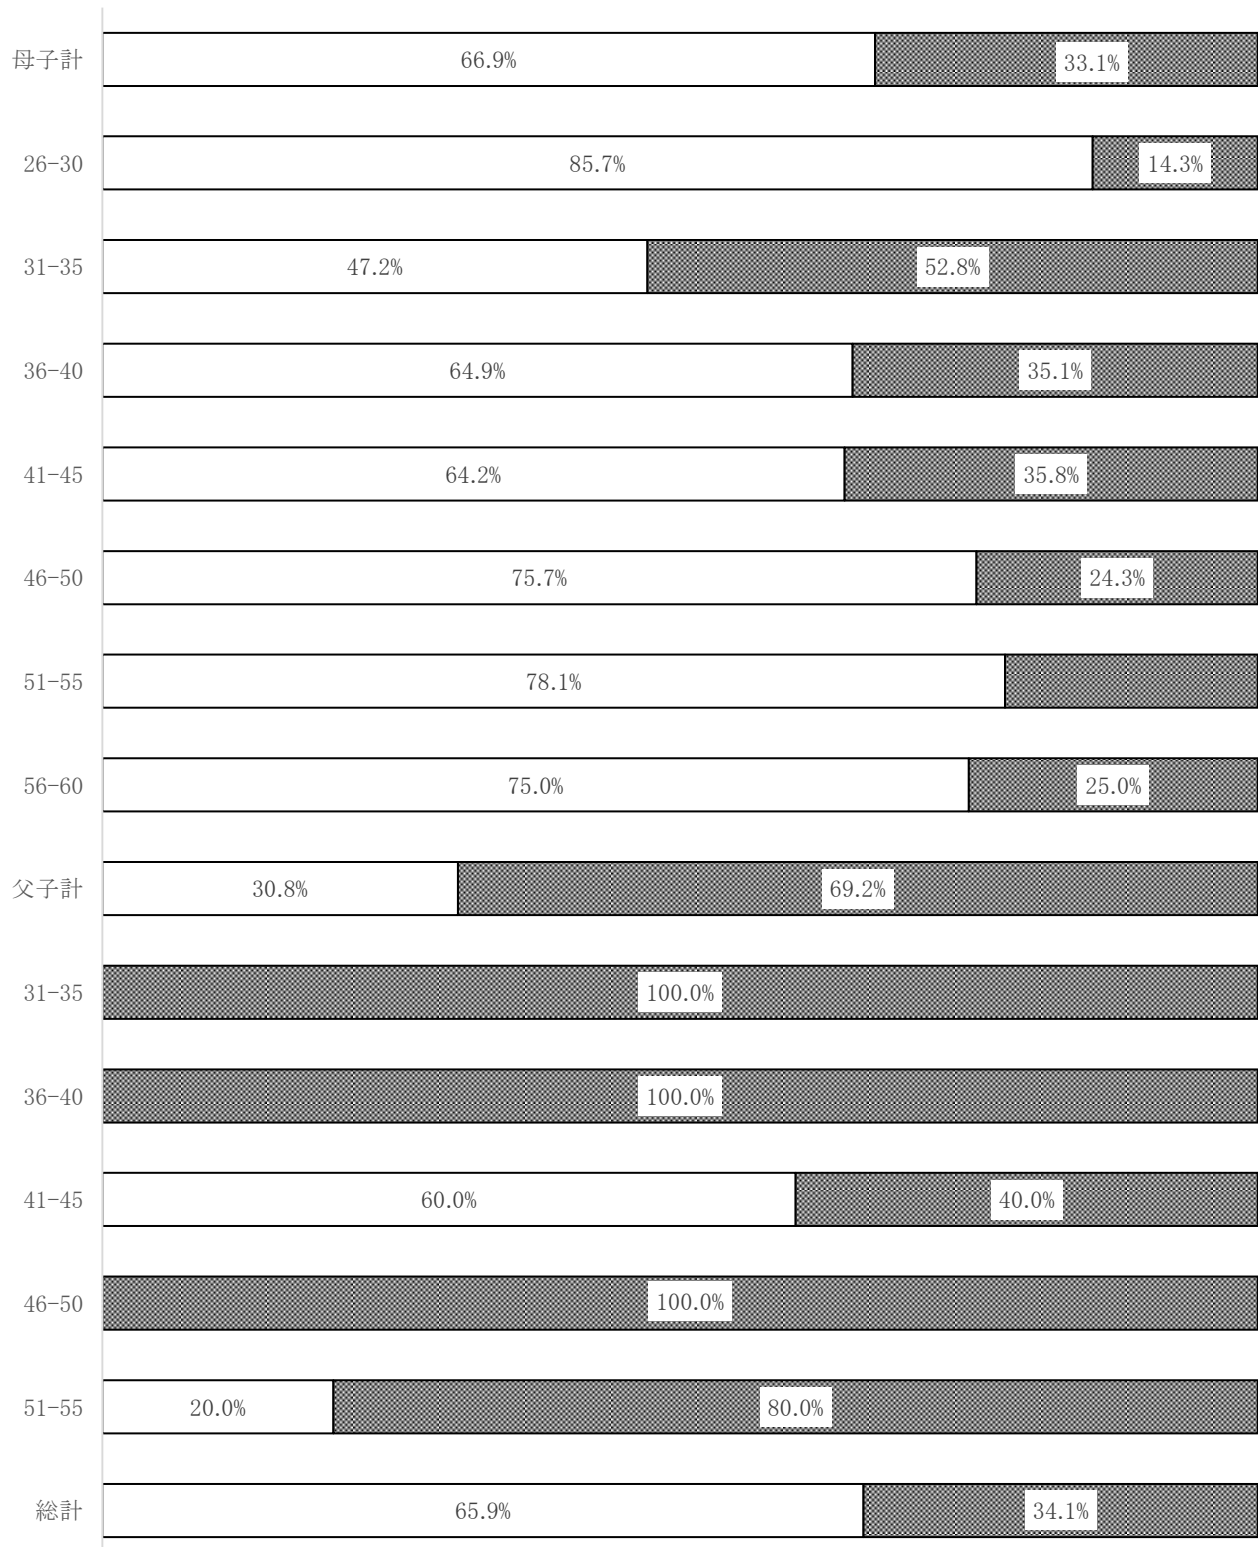 母子計 66.9% 33.1%
26-30 85.7% 14.3%
31-35 47.2% 52.8%
36-40 64.9% 35.1%
41-45 64.2% 35.8%
46-50 75.7% 24.3%
51-55 78.1%
56-60 75.0% 25.0%
父子計 30.8% 69.2%
31-35 100.0%
36-40 100.0%
41-45 60.0% 40.0%
46-50 100.0%
51-55 20.0% 80.0%
総計 65.9% 34.1%